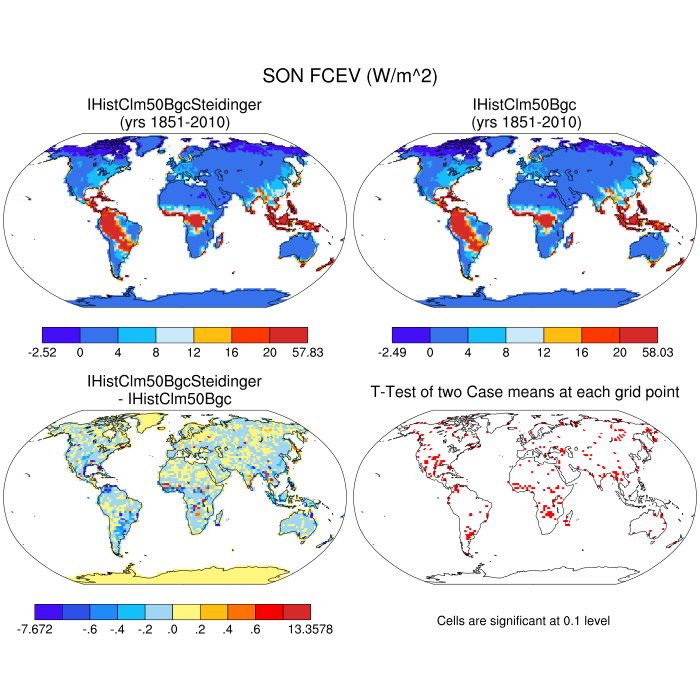 SON FCEV (W/m^2)
IHistClm50BgcSteidinger
(yrs 1851-2010)
IHistClm50Bgc
(yrs 1851-2010)
-2.52 0 4 8 12 16 20 57.83
-2.49 0 4 8 12 16 20 58.03
IHistClm50BgcSteidinger
- IHistClm50Bgc
T-Test of two Case means at each grid point
-7.672 -.6 -.4 -.2 .0 .2 .4 .6 13.3578
Cells are significant at 0.1 level